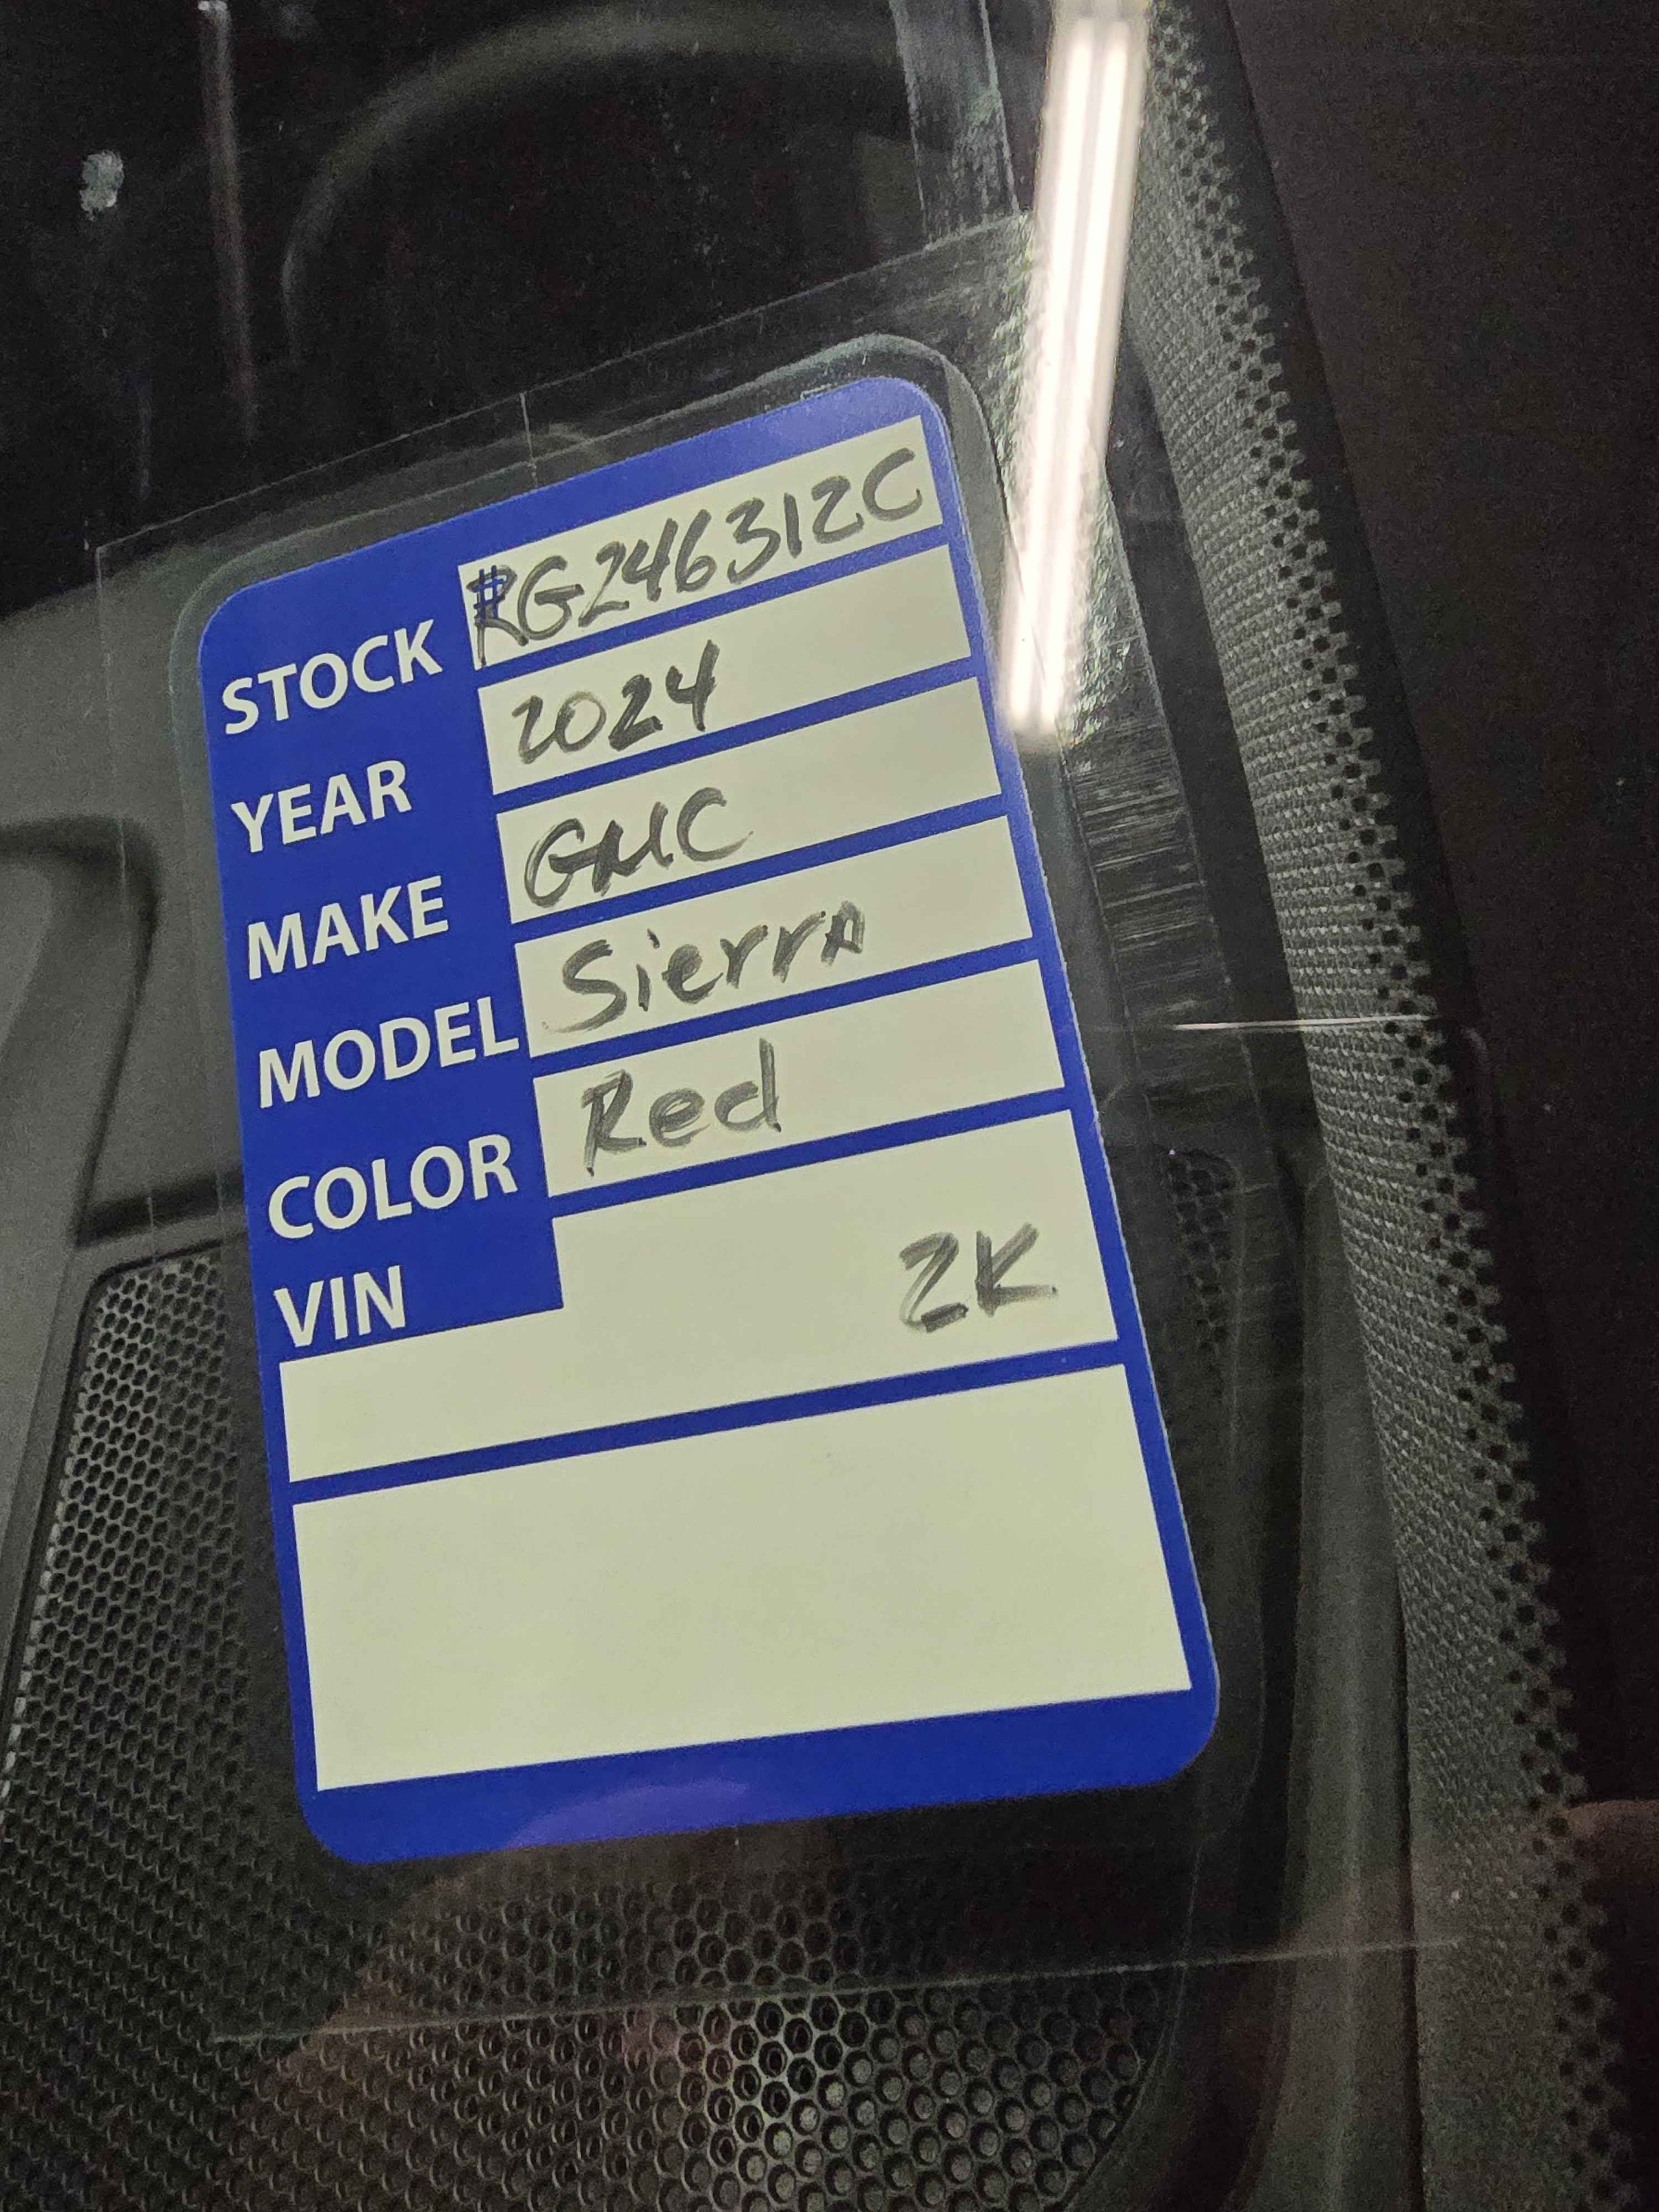 STOCK #RG246312C
YEAR 2024
MAKE GMC
MODEL Sierra
COLOR Red
VIN 2K